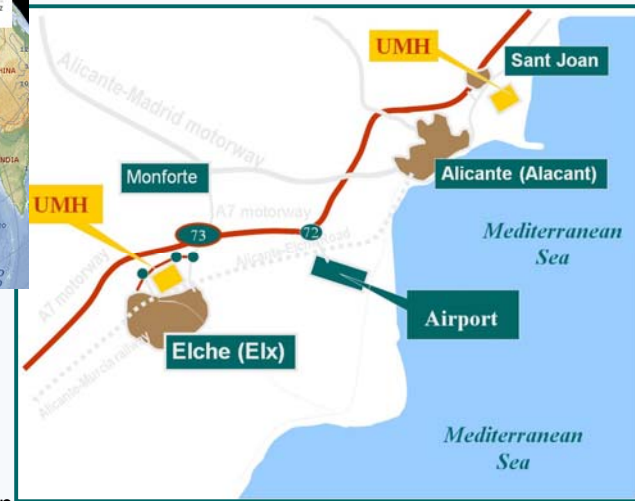 UMH
Sant Joan
Alicante-Madrid motorway
Alicante (Alacant)
Monforte
UMH
A7 motorway
73
72
Mediterranean
Sea
Alicante-Elche Road
A7 motorway
Airport
Elche (Elx)
Alicante-Murcia railway
Mediterranean
Sea